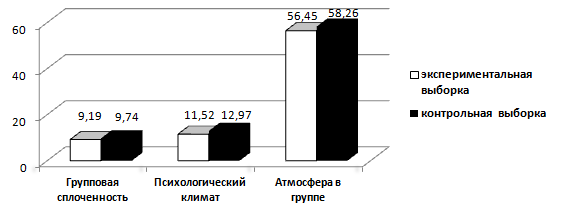 60
40
20
0
9,19 9,74
11,52 12,97
56,45 58,26
Групповая
сплоченность
Психологический
климат
Атмосфера в
группе
экспериментальная
выборка
контрольная выборка